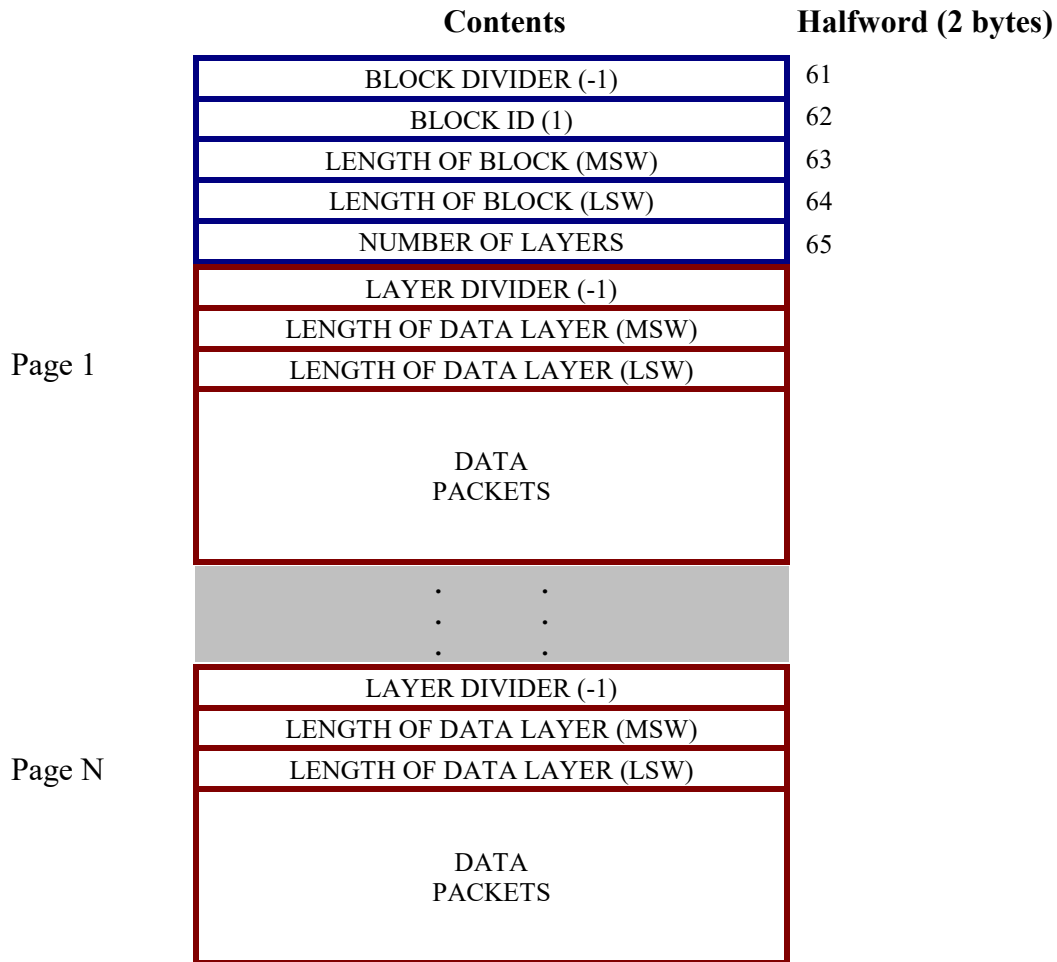 Contents Halfword (2 bytes)
BLOCK DIVIDER (-1) 61
BLOCK ID (1) 62
LENGTH OF BLOCK (MSW) 63
LENGTH OF BLOCK (LSW) 64
NUMBER OF LAYERS 65
LAYER DIVIDER (-1)
LENGTH OF DATA LAYER (MSW)
Page 1 LENGTH OF DATA LAYER (LSW)
DATA
PACKETS
. .
. .
. .
LAYER DIVIDER (-1)
LENGTH OF DATA LAYER (MSW)
Page N LENGTH OF DATA LAYER (LSW)
DATA
PACKETS